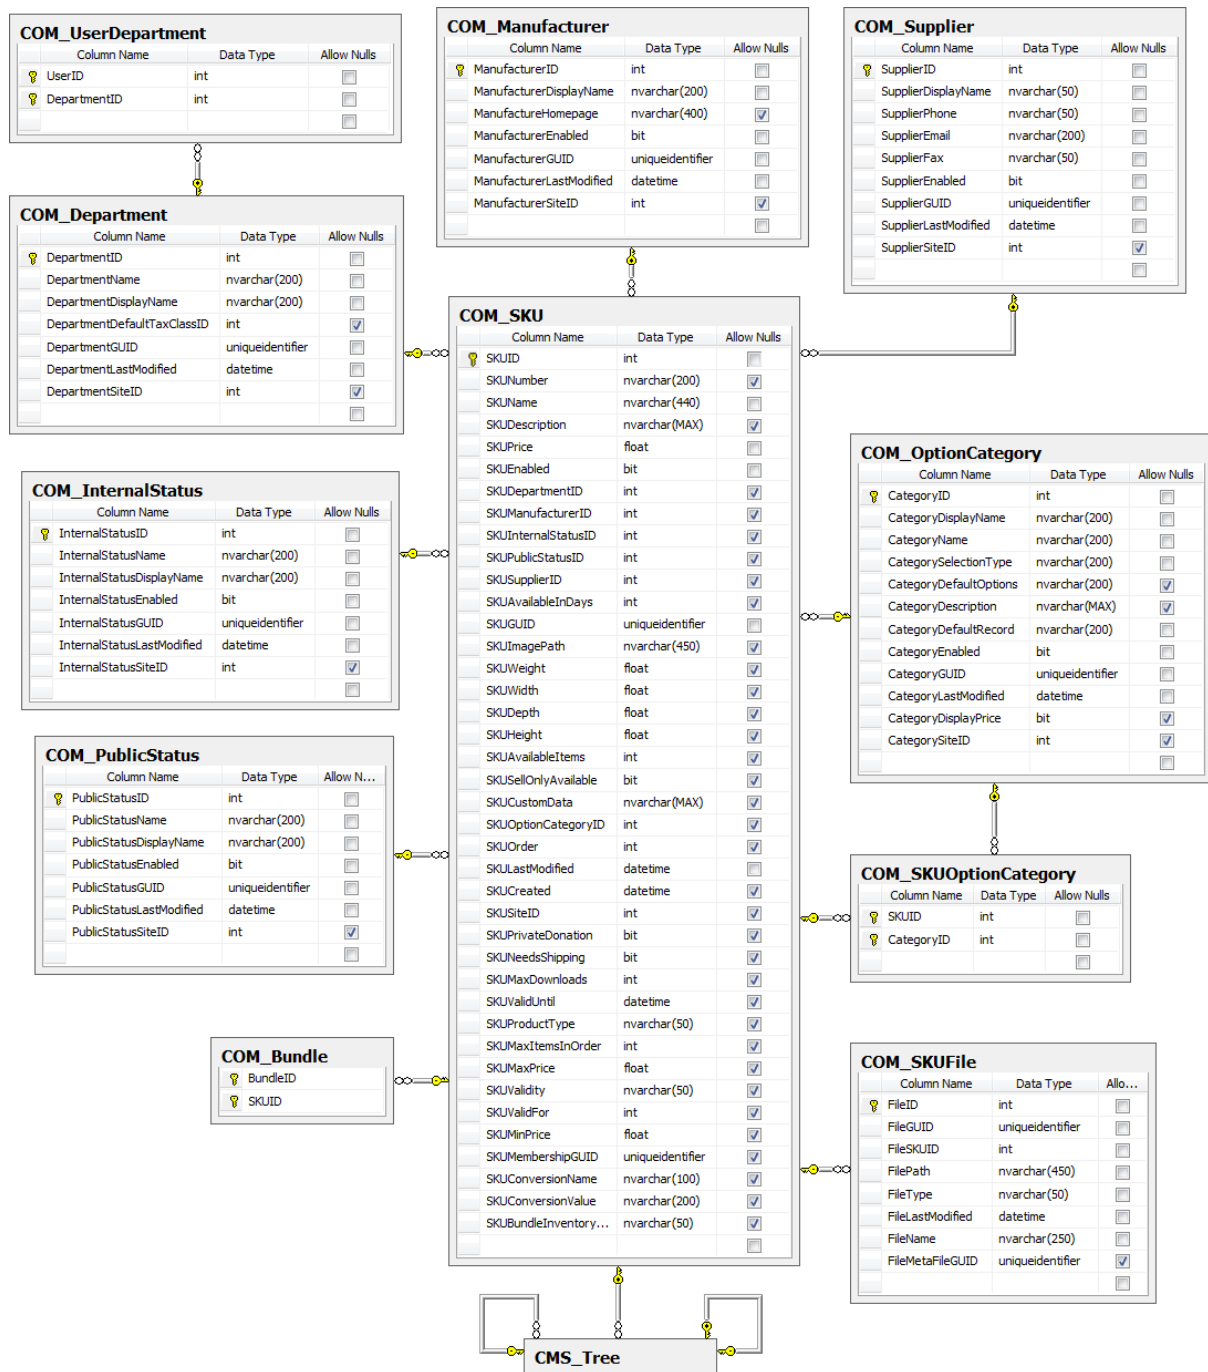 COM_UserDepartment
Column Name Data Type Allow Nulls
UserID int
DepartmentID int
COM_Manufacturer
Column Name Data Type Allow Nulls
ManufacturerID int
ManufacturerDisplayName nvarchar(200)
ManufactureHomepage nvarchar(400)
ManufacturerEnabled bit
ManufacturerGUID uniqueidentifier
ManufacturerLastModified datetime
ManufacturerSiteID int
COM_Supplier
Column Name Data Type Allow Nulls
SupplierID int
SupplierDisplayName nvarchar(50)
SupplierPhone nvarchar(50)
SupplierEmail nvarchar(200)
SupplierFax nvarchar(50)
SupplierEnabled bit
SupplierGUID uniqueidentifier
SupplierLastModified datetime
SupplierSiteID int
COM_Department
Column Name Data Type Allow Nulls
DepartmentID int
DepartmentName nvarchar(200)
DepartmentDisplayName nvarchar(200)
DepartmentDefaultTaxClassID int
DepartmentGUID uniqueidentifier
DepartmentLastModified datetime
DepartmentSiteID int
COM_SKU
Column Name Data Type Allow Nulls
SKUID int
SKUNumber nvarchar(200)
SKUName nvarchar(440)
SKUDescription nvarchar(MAX)
SKUPrice float
SKUEnabled bit
SKUDepartmentID int
SKUManufacturerID int
SKUInternalStatusID int
SKUPublicStatusID int
SKUSupplierID int
SKUAvailableInDays int
SKUGUID uniqueidentifier
SKUImagePath nvarchar(450)
SKUWeight float
SKUWidth float
SKUDepth float
SKUHeight float
SKUAvailableItems int
SKUSellOnlyAvailable bit
SKUCustomData nvarchar(MAX)
SKUOptionCategoryID int
SKUOrder int
SKULastModified datetime
SKUCreated datetime
SKUSiteID int
SKUPrivateDonation bit
SKUNeedsShipping bit
SKUMaxDownloads int
SKUValidUntil datetime
SKUProductType nvarchar(50)
SKUMaxItemsInOrder int
SKUMaxPrice float
SKUValidity nvarchar(50)
SKUValidFor int
SKUMinPrice float
SKUMembershipGUID uniqueidentifier
SKUConversionName nvarchar(100)
SKUConversionValue nvarchar(200)
SKUBundleInventory... nvarchar(50)
COM_OptionCategory
Column Name Data Type Allow Nulls
CategoryID int
CategoryDisplayName nvarchar(200)
CategoryName nvarchar(200)
CategorySelectionType nvarchar(200)
CategoryDefaultOptions nvarchar(200)
CategoryDescription nvarchar(MAX)
CategoryDefaultRecord nvarchar(200)
CategoryEnabled bit
CategoryGUID uniqueidentifier
CategoryLastModified datetime
CategoryDisplayPrice bit
CategorySiteID int
COM_InternalStatus
Column Name Data Type Allow Nulls
InternalStatusID int
InternalStatusName nvarchar(200)
InternalStatusDisplayName nvarchar(200)
InternalStatusEnabled bit
InternalStatusGUID uniqueidentifier
InternalStatusLastModified datetime
InternalStatusSiteID int
COM_PublicStatus
Column Name Data Type Allow N...
PublicStatusID int
PublicStatusName nvarchar(200)
PublicStatusDisplayName nvarchar(200)
PublicStatusEnabled bit
PublicStatusGUID uniqueidentifier
PublicStatusLastModified datetime
PublicStatusSiteID int
COM_SKUOptionCategory
Column Name Data Type Allow Nulls
SKUID int
CategoryID int
COM_Bundle
BundleID
SKUID
COM_SKUFile
Column Name Data Type Allo...
FileID int
FileGUID uniqueidentifier
FileSKUID int
FilePath nvarchar(450)
FileType nvarchar(50)
FileLastModified datetime
FileName nvarchar(250)
FileMetaFileGUID uniqueidentifier
CMS_Tree